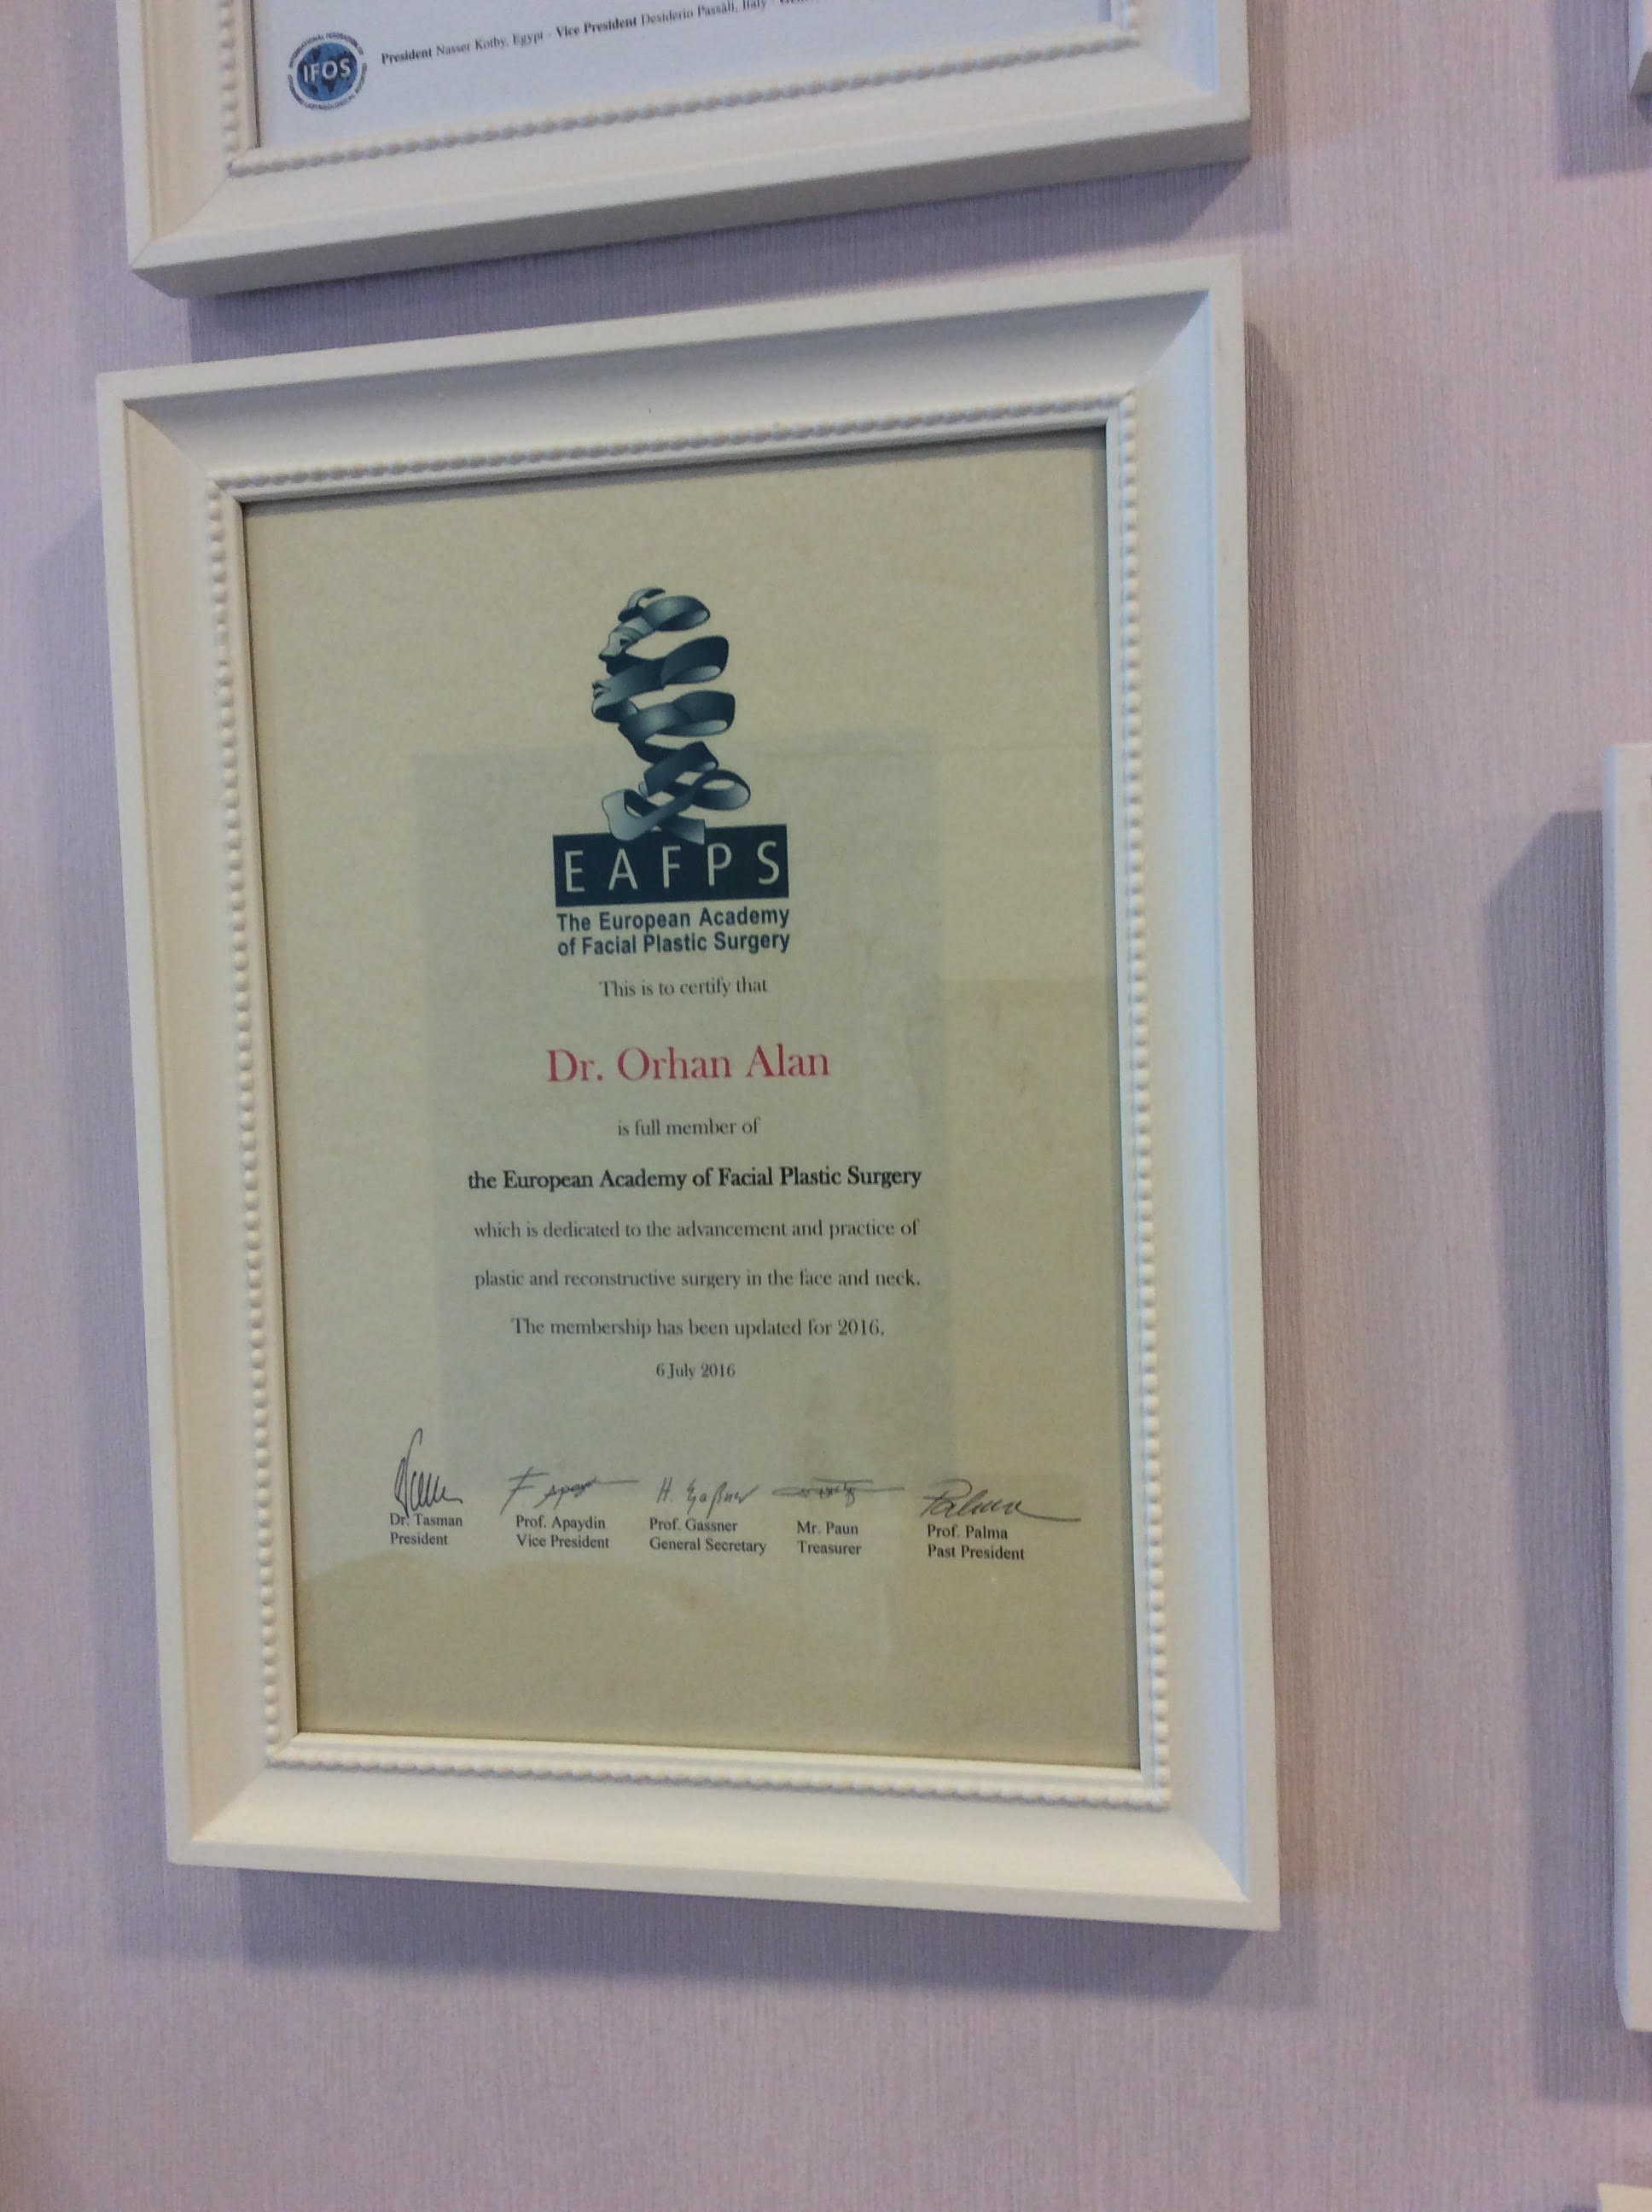 IFOS
President Nasser Kotby, Egypt - Vice President Desiderio Passàli, Italy
EAFPS
The European Academy
of Facial Plastic Surgery
This is to certify that
Dr. Orhan Alan
is full member of
the European Academy of Facial Plastic Surgery
which is dedicated to the advancement and practice of
plastic and reconstructive surgery in the face and neck.
The membership has been updated for 2016.
6 July 2016
Dr. Tasman
President
Prof. Apaydin
Vice President
Prof. Gassner
General Secretary
Mr. Paun
Treasurer
Prof. Palma
Past President